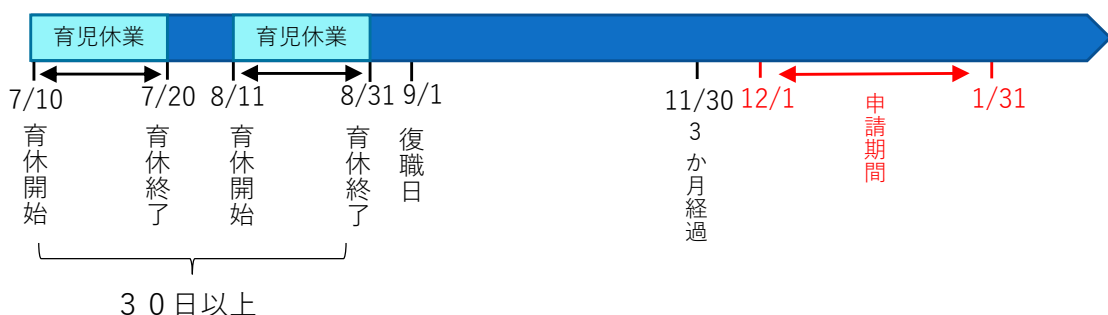 育児休業
育児休業
7/10
7/20
8/11
8/31
9/1
11/30
12/1
1/31
育休開始
育休終了
育休開始
育休終了
復職日
3か月経過
申請期間
30日以上